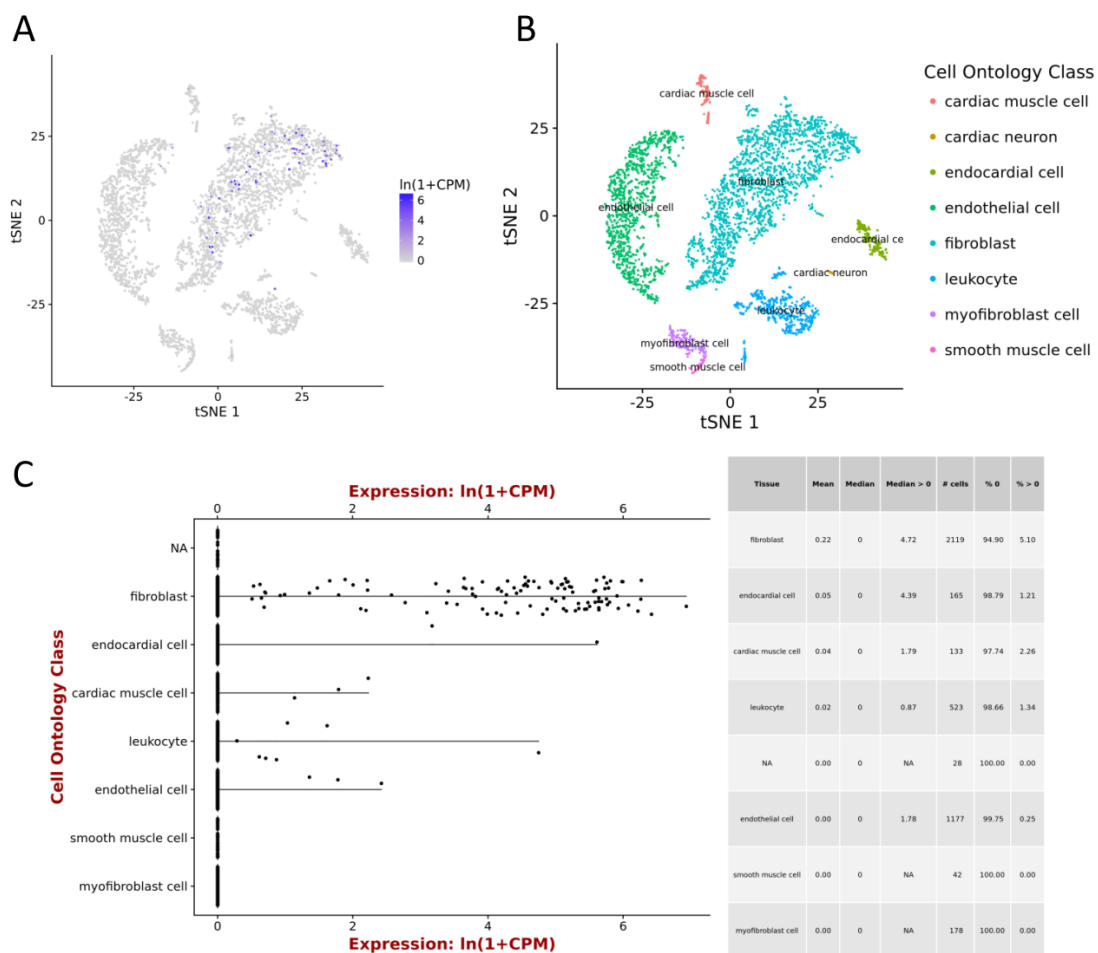 A
25
0
-25
-25
0
25
tSNE 2
tSNE 1
ln(1+CPM)
6
4
2
0
B
25
0
-25
-25
0
25
tSNE 2
tSNE 1
cardiac muscle cell
fibroblast
endothelial cell
endocardial ce
cardiac neuron
leukocyte
myofibroblast cell
smooth muscle cell
Cell Ontology Class
cardiac muscle cell
cardiac neuron
endocardial cell
endothelial cell
fibroblast
leukocyte
myofibroblast cell
smooth muscle cell
C
Expression: ln(1+CPM)
0 2 4 6
Cell Ontology Class
NA
fibroblast
endocardial cell
cardiac muscle cell
leukocyte
endothelial cell
smooth muscle cell
myofibroblast cell
0 2 4 6
Expression: ln(1+CPM)
Tissue Mean Median Median > 0 # cells % 0 % > 0
fibroblast 0.22 0 4.72 2119 94.90 5.10
endocardial cell 0.05 0 4.39 165 98.79 1.21
cardiac muscle cell 0.04 0 1.79 133 97.74 2.26
leukocyte 0.02 0 0.87 523 98.66 1.34
NA 0.00 0 NA 28 100.00 0.00
endothelial cell 0.00 0 1.78 1177 99.75 0.25
smooth muscle cell 0.00 0 NA 42 100.00 0.00
myofibroblast cell 0.00 0 NA 178 100.00 0.00